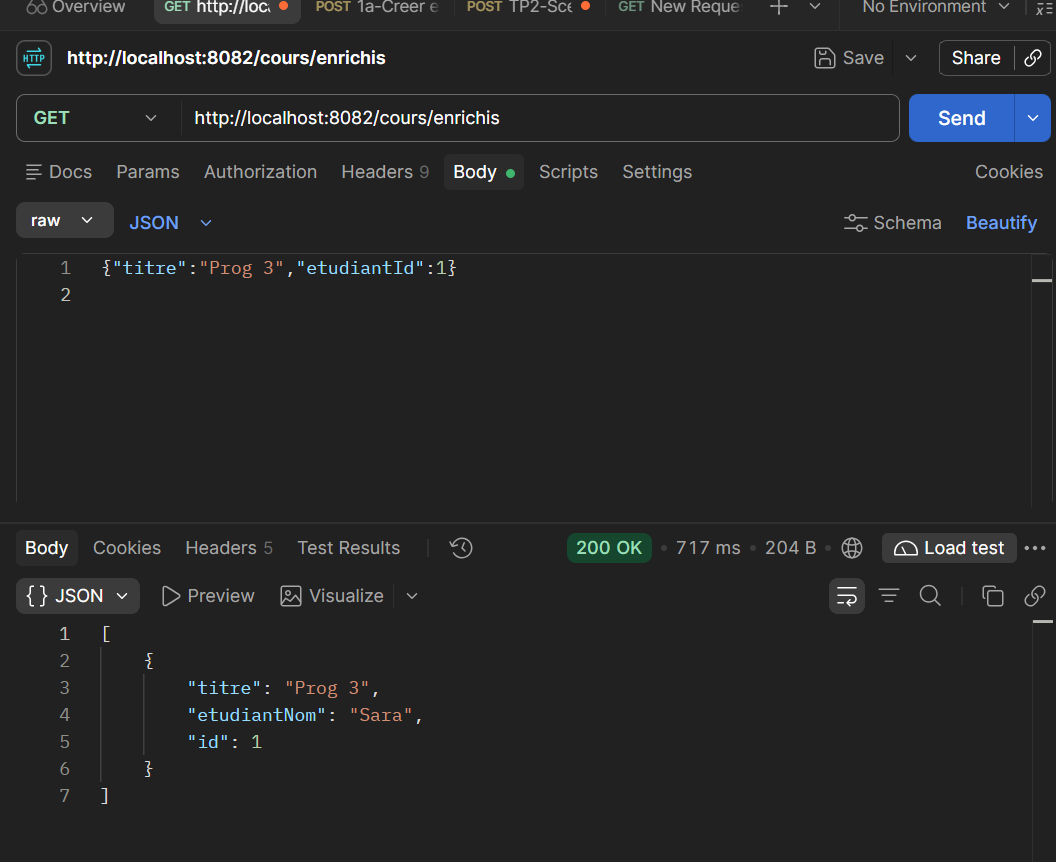 Overview GET http://loca POST 1a-Creer e POST TP2-Sce GET New Reque No Environment
HTTP http://localhost:8082/cours/enrichis Save Share
GET http://localhost:8082/cours/enrichis Send
Docs Params Authorization Headers 9 Body Scripts Settings Cookies
raw JSON Schema Beautify
1 {"titre":"Prog 3","etudiantId":1}
2
Body Cookies Headers 5 Test Results 200 OK 717 ms 204 B Load test
{} JSON Preview Visualize
1 [
2 {
3 "titre": "Prog 3",
4 "etudiantNom": "Sara",
5 "id": 1
6 }
7 ]